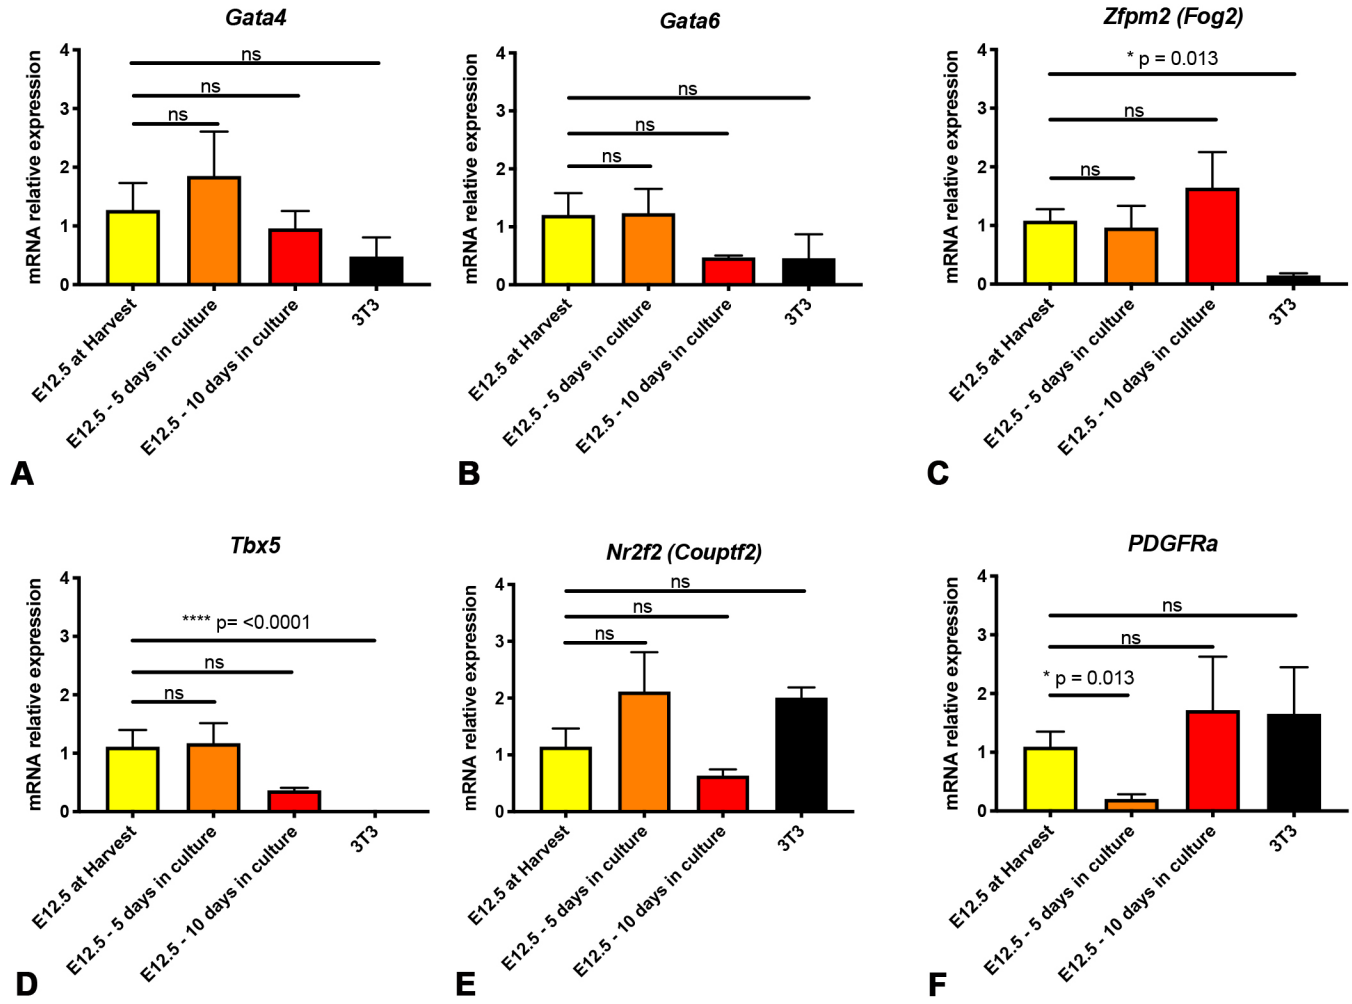 Gata4
mRNA relative expression
4
3
2
1
0
ns
ns
ns
E12.5 at Harvest
E12.5 - 5 days in culture
E12.5 - 10 days in culture
3T3
A
Gata6
mRNA relative expression
4
3
2
1
0
ns
ns
ns
E12.5 at Harvest
E12.5 - 5 days in culture
E12.5 - 10 days in culture
3T3
B
Zfpm2 (Fog2)
mRNA relative expression
4
3
2
1
0
* p = 0.013
ns
ns
E12.5 at Harvest
E12.5 - 5 days in culture
E12.5 - 10 days in culture
3T3
C
Tbx5
mRNA relative expression
4
3
2
1
0
**** p= <0.0001
ns
ns
E12.5 at Harvest
E12.5 - 5 days in culture
E12.5 - 10 days in culture
3T3
D
Nr2f2 (Couptf2)
mRNA relative expression
4
3
2
1
0
ns
ns
ns
E12.5 at Harvest
E12.5 - 5 days in culture
E12.5 - 10 days in culture
3T3
E
PDGFRa
mRNA relative expression
4
3
2
1
0
ns
ns
* p = 0.013
E12.5 at Harvest
E12.5 - 5 days in culture
E12.5 - 10 days in culture
3T3
F